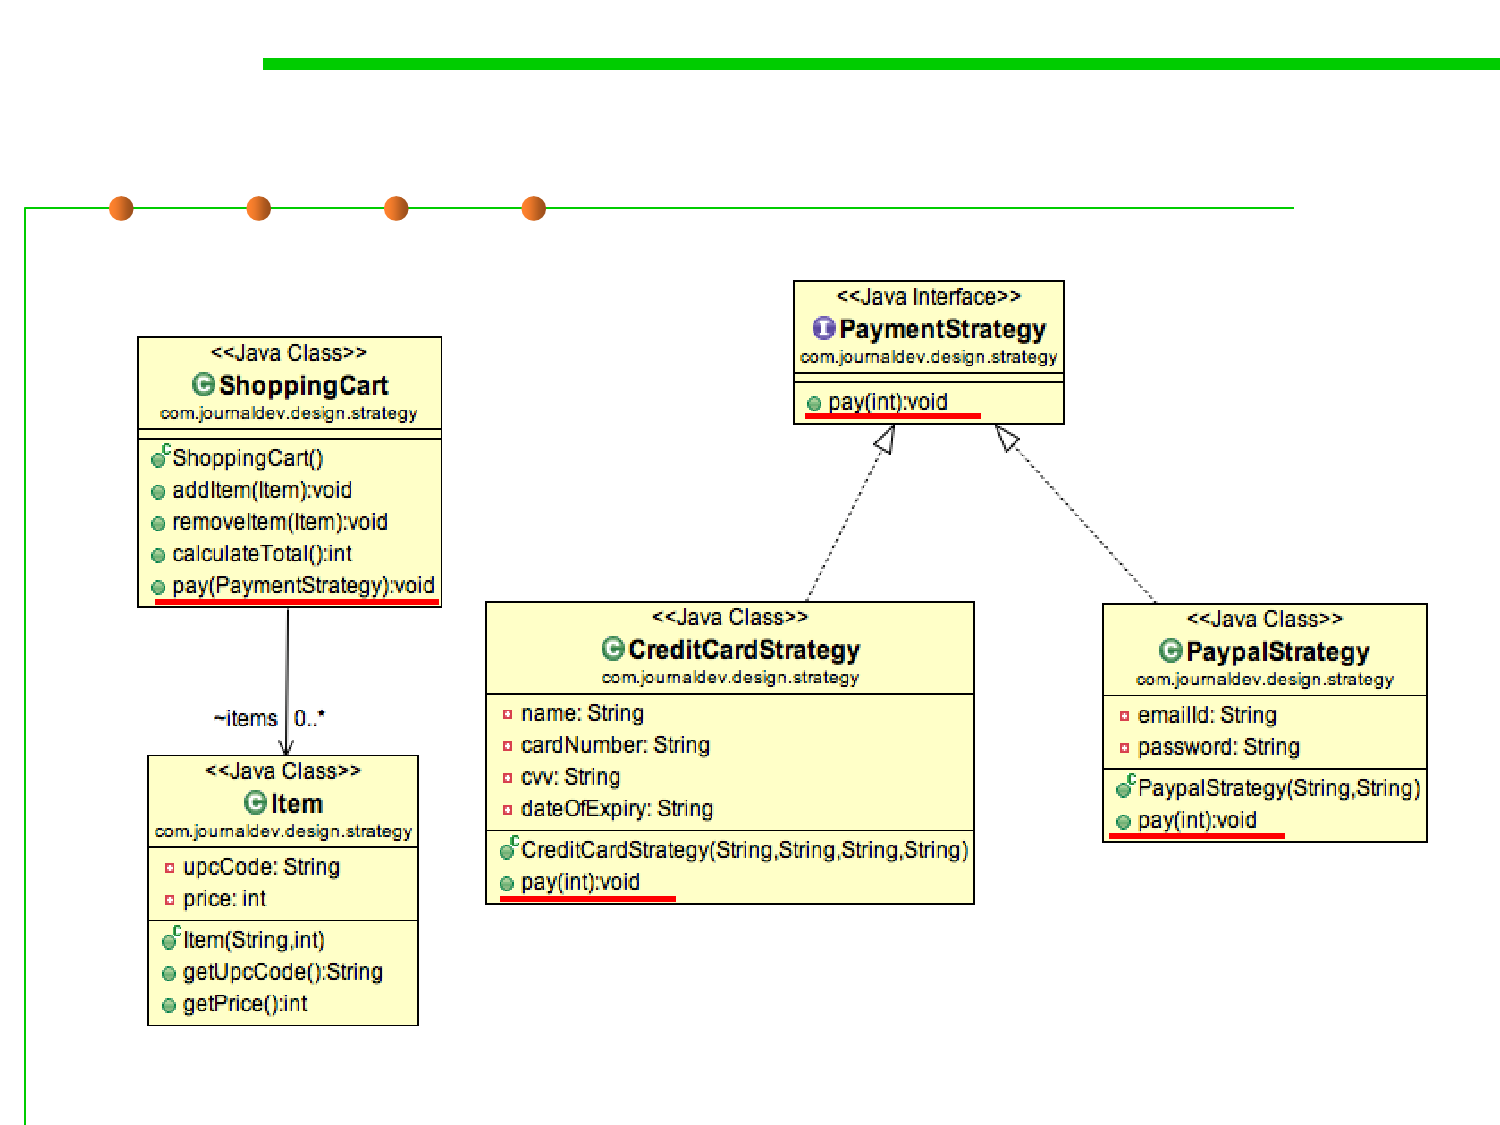 <<Java Class>>
C ShoppingCart
com.journaldev.design.strategy
C ShoppingCart()
addItem(Item):void
removeItem(Item):void
calculateTotal():int
pay(PaymentStrategy):void
~items 0..*
<<Java Class>>
C Item
com.journaldev.design.strategy
upcCode: String
price: int
C Item(String,int)
getUpcCode():String
getPrice():int
<<Java Interface>>
I PaymentStrategy
com.journaldev.design.strategy
pay(int):void
<<Java Class>>
C CreditCardStrategy
com.journaldev.design.strategy
name: String
cardNumber: String
cvv: String
dateOfExpiry: String
C CreditCardStrategy(String,String,String,String)
pay(int):void
<<Java Class>>
C PaypalStrategy
com.journaldev.design.strategy
emailId: String
password: String
C PaypalStrategy(String,String)
pay(int):void